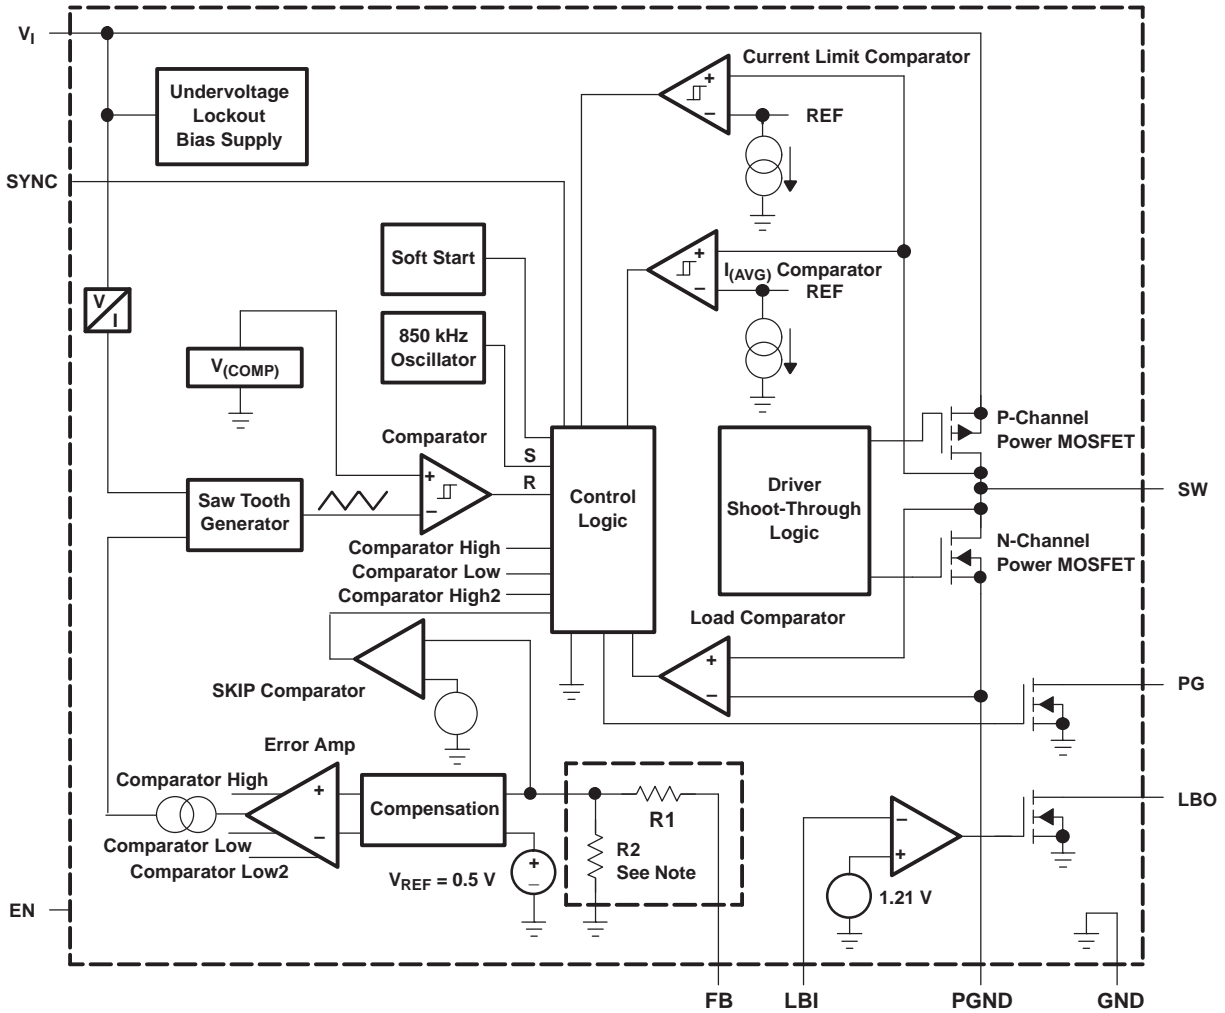 VI
Current Limit Comparator
+
−
REF
Undervoltage
Lockout
Bias Supply
SYNC
Soft Start
+
−
I(AVG) Comparator
REF
V
I
850 kHz
Oscillator
V(COMP)
P-Channel
Power MOSFET
Comparator
+
−
S
R
Control
Logic
Driver
Shoot-Through
Logic
SW
Saw Tooth
Generator
N-Channel
Power MOSFET
Comparator High
Comparator Low
Comparator High2
Load Comparator
+
−
SKIP Comparator
PG
Error Amp
Comparator High
+
−
Compensation
Comparator Low
Comparator Low2
R1
R2
See Note
VREF = 0.5 V
+
−
−
+
LBO
1.21 V
EN
FB
LBI
PGND
GND